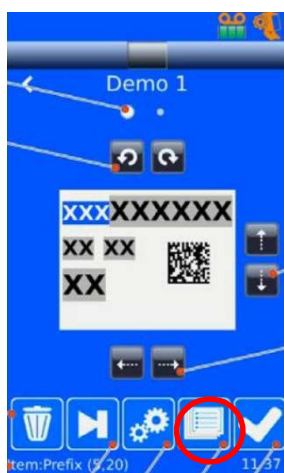 Demo 1
XXXXXXXXX
XX XX
XX
tem:Prefix (5,20) 11:37